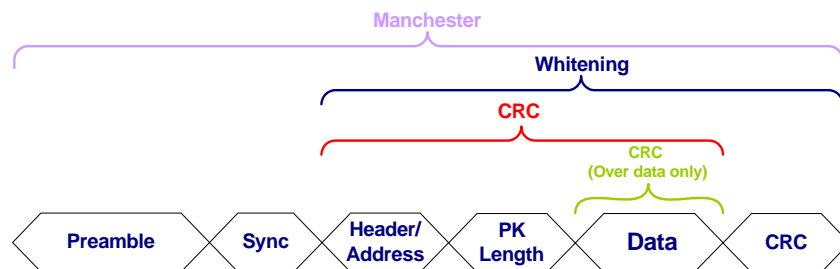 Manchester
Whitening
CRC
CRC
(Over data only)
Preamble
Sync
Header/
Address
PK
Length
Data
CRC